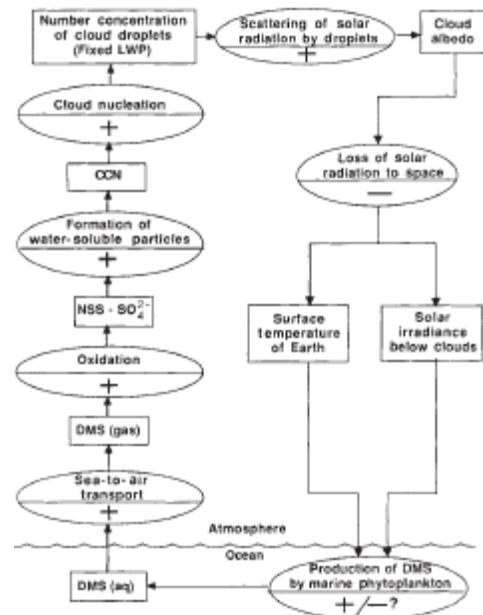 Number concentration
of cloud droplets
(Fixed LWP)
Scattering of solar
radiation by droplets
+
Cloud
albedo
Cloud nucleation
+
Loss of solar
radiation to space
—
CCN
Formation of
water-soluble particles
+
NSS - SO₄²⁻
Surface
temperature
of Earth
Solar
irradiance
below clouds
Oxidation
+
DMS (gas)
Sea-to-air
transport
+
Atmosphere
Ocean
DMS (aq)
Production of DMS
by marine phytoplankton
+/—?